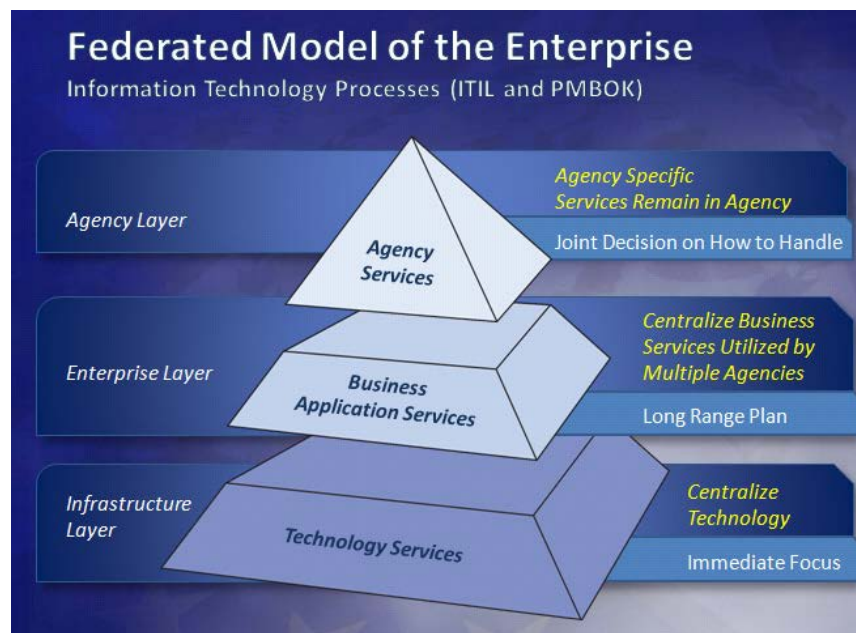 Federated Model of the Enterprise
Information Technology Processes (ITIL and PMBOK)
Agency Layer
Agency
Services
Agency Specific
Services Remain in Agency
Joint Decision on How to Handle
Enterprise Layer
Business
Application Services
Centralize Business
Services Utilized by
Multiple Agencies
Long Range Plan
Infrastructure
Layer
Technology Services
Centralize
Technology
Immediate Focus